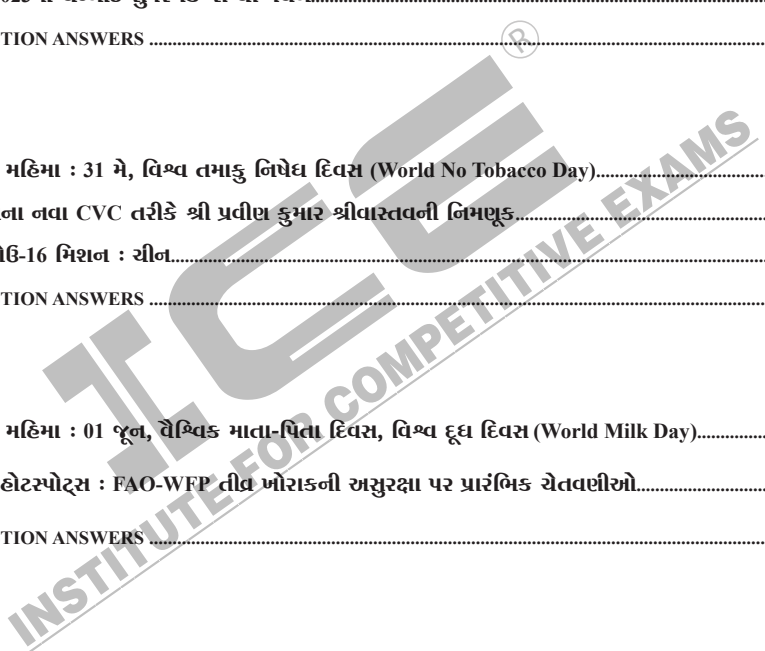 TION ANSWERS
મહિમા : 31 મે, વિશ્વ તમાકુ નિષેધ દિવસ (World No Tobacco Day)
ના નવા CVC તરીકે શ્રી પ્રવીણ કુમાર શ્રીવાસ્તવની નિમણૂક
-16 મિશન : ચીન
TION ANSWERS
મહિમા : 01 જૂન, વૈશ્વિક માતા-પિતા દિવસ, વિશ્વ દૂધ દિવસ (World Milk Day)
હોટસ્પોટ્સ : FAO-WFP તીવ્ર ખોરાકની અસુરક્ષા પર પ્રારંભિક ચેતવણીઓ
TION ANSWERS
ICE ®
INSTITUTE FOR COMPETITIVE EXAMS